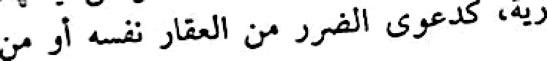 رية، كدعوى الضرر من العقار نفسه أو من